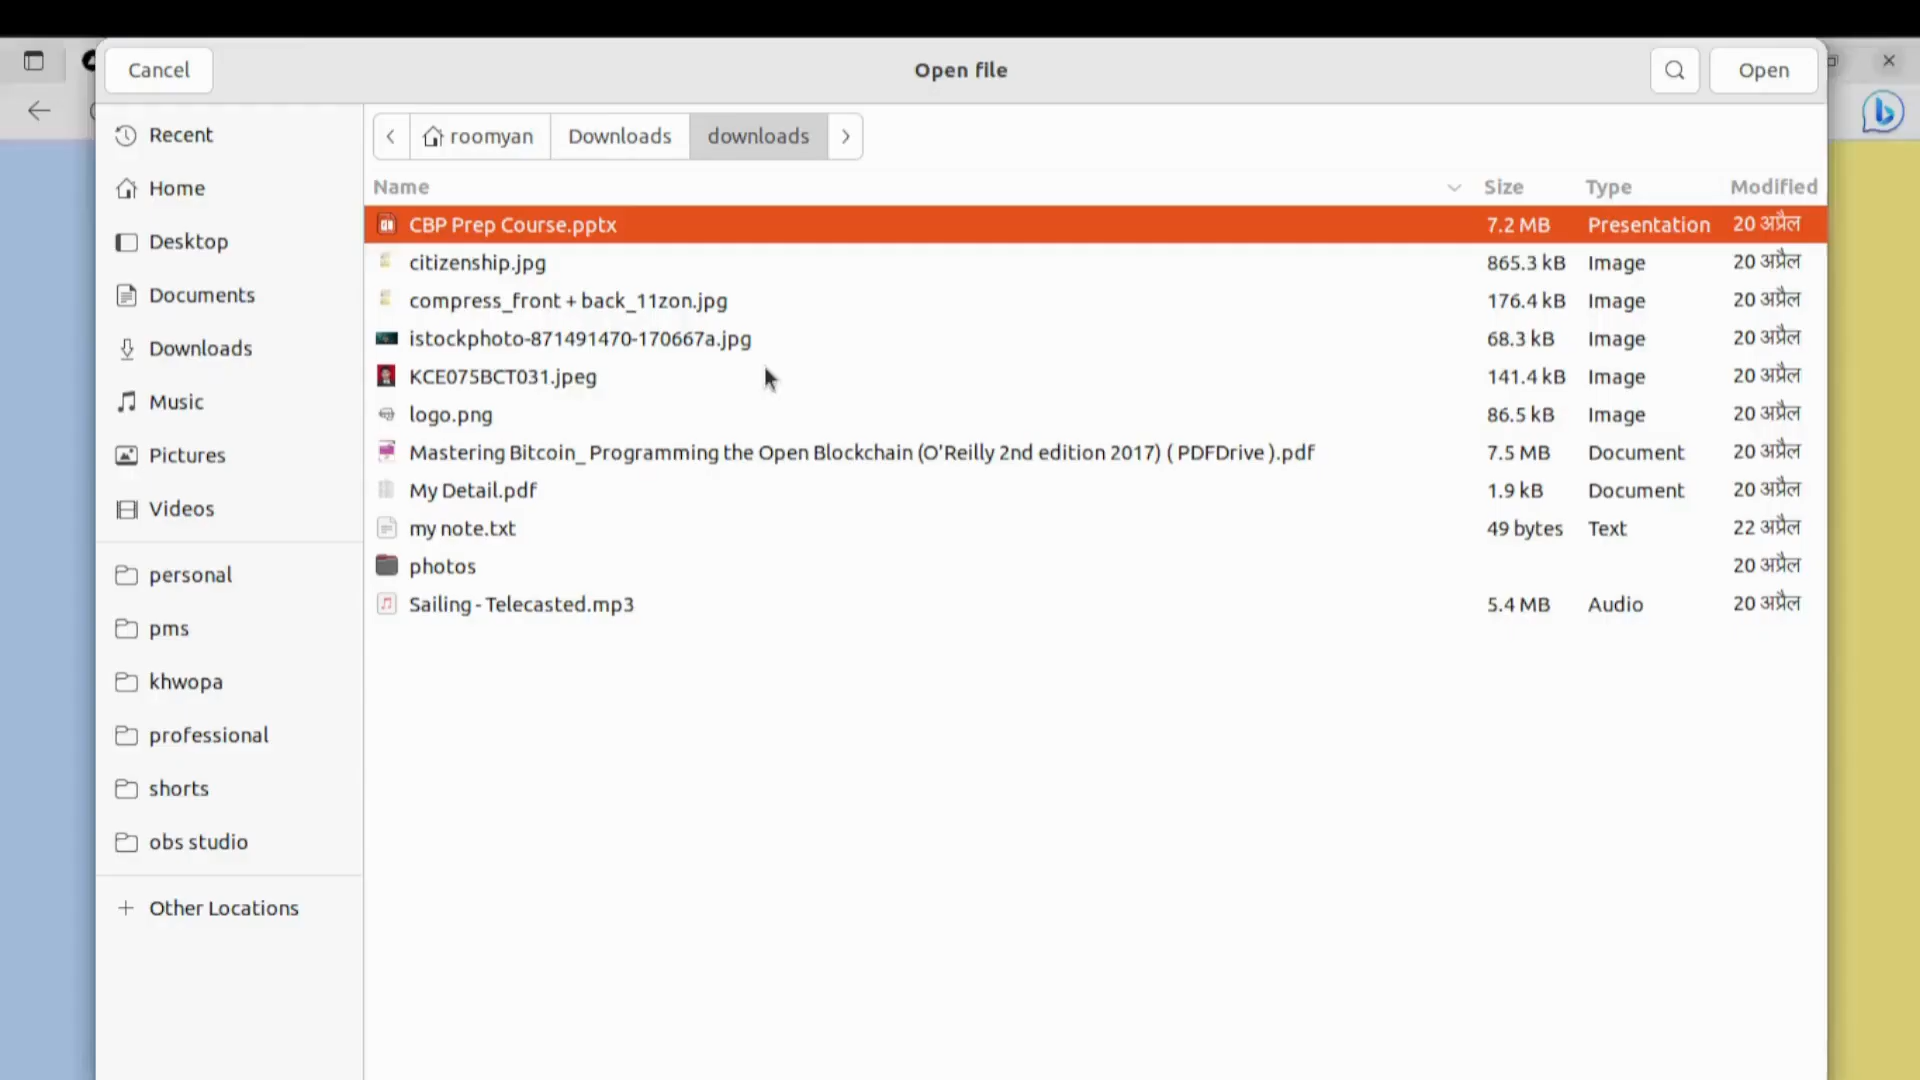 Cancel
Open file
Open
Recent
Home
Desktop
Documents
Downloads
Music
Pictures
Videos
personal
pms
khwopa
professional
shorts
obs studio
Other Locations
roomyan Downloads downloads
Name Size Type Modified
CBP Prep Course.pptx 7.2 MB Presentation 20 अप्रैल
citizenship.jpg 865.3 kB Image 20 अप्रैल
compress_front + back_11zon.jpg 176.4 kB Image 20 अप्रैल
istockphoto-871491470-170667a.jpg 68.3 kB Image 20 अप्रैल
KCE075BCT031.jpeg 141.4 kB Image 20 अप्रैल
logo.png 86.5 kB Image 20 अप्रैल
Mastering Bitcoin_ Programming the Open Blockchain (O'Reilly 2nd edition 2017) ( PDFDrive ).pdf 7.5 MB Document 20 अप्रैल
My Detail.pdf 1.9 kB Document 20 अप्रैल
my note.txt 49 bytes Text 22 अप्रैल
photos 20 अप्रैल
Sailing - Telecasted.mp3 5.4 MB Audio 20 अप्रैल